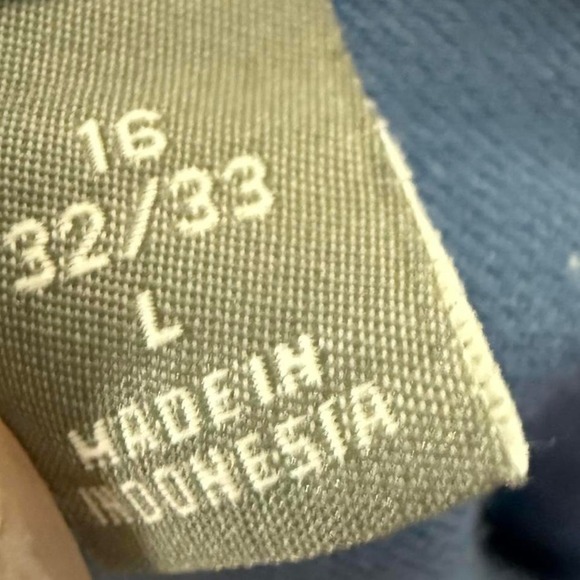 16
32/33
L
MADE IN
INDONESIA